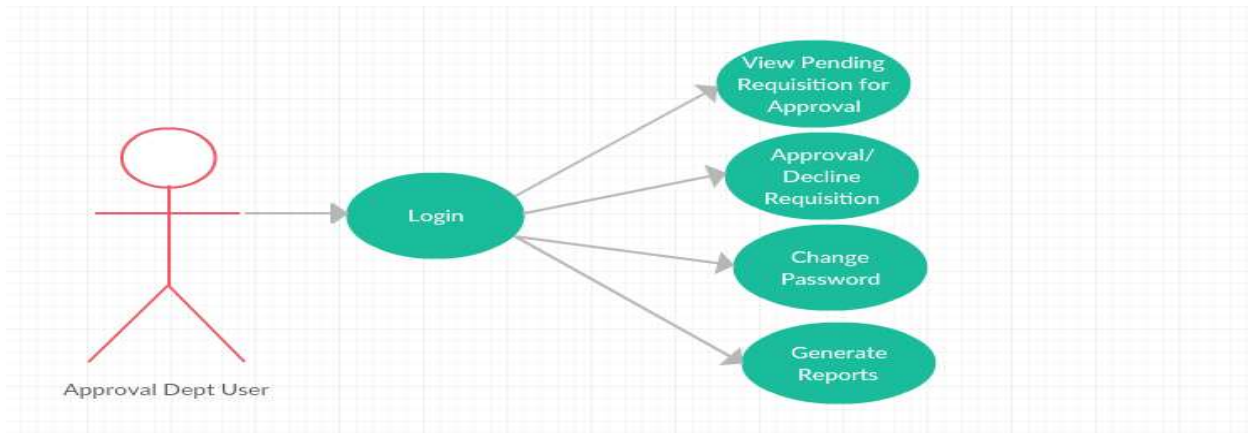 View Pending
Requisition for
Approval
Approval/
Decline
Requisition
Login
Change
Password
Generate
Reports
Approval Dept User